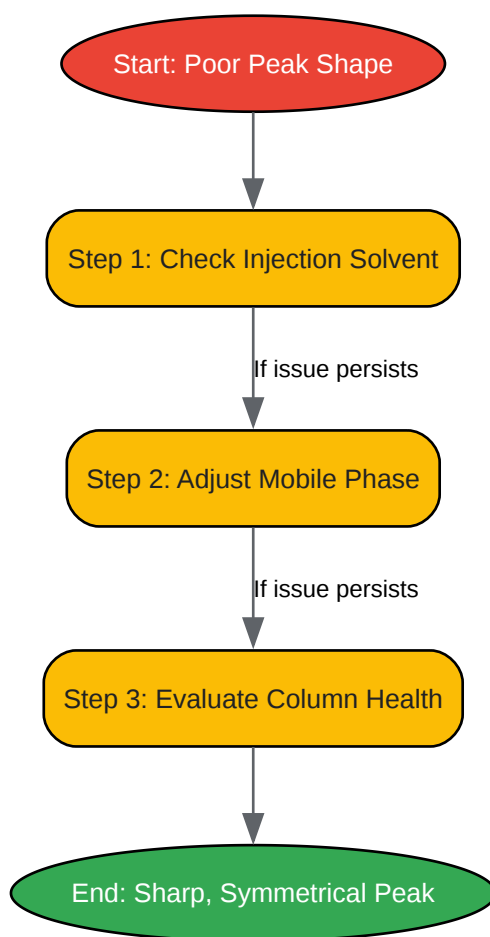 Start: Poor Peak Shape
Step 1: Check Injection Solvent
If issue persists
Step 2: Adjust Mobile Phase
If issue persists
Step 3: Evaluate Column Health
End: Sharp, Symmetrical Peak